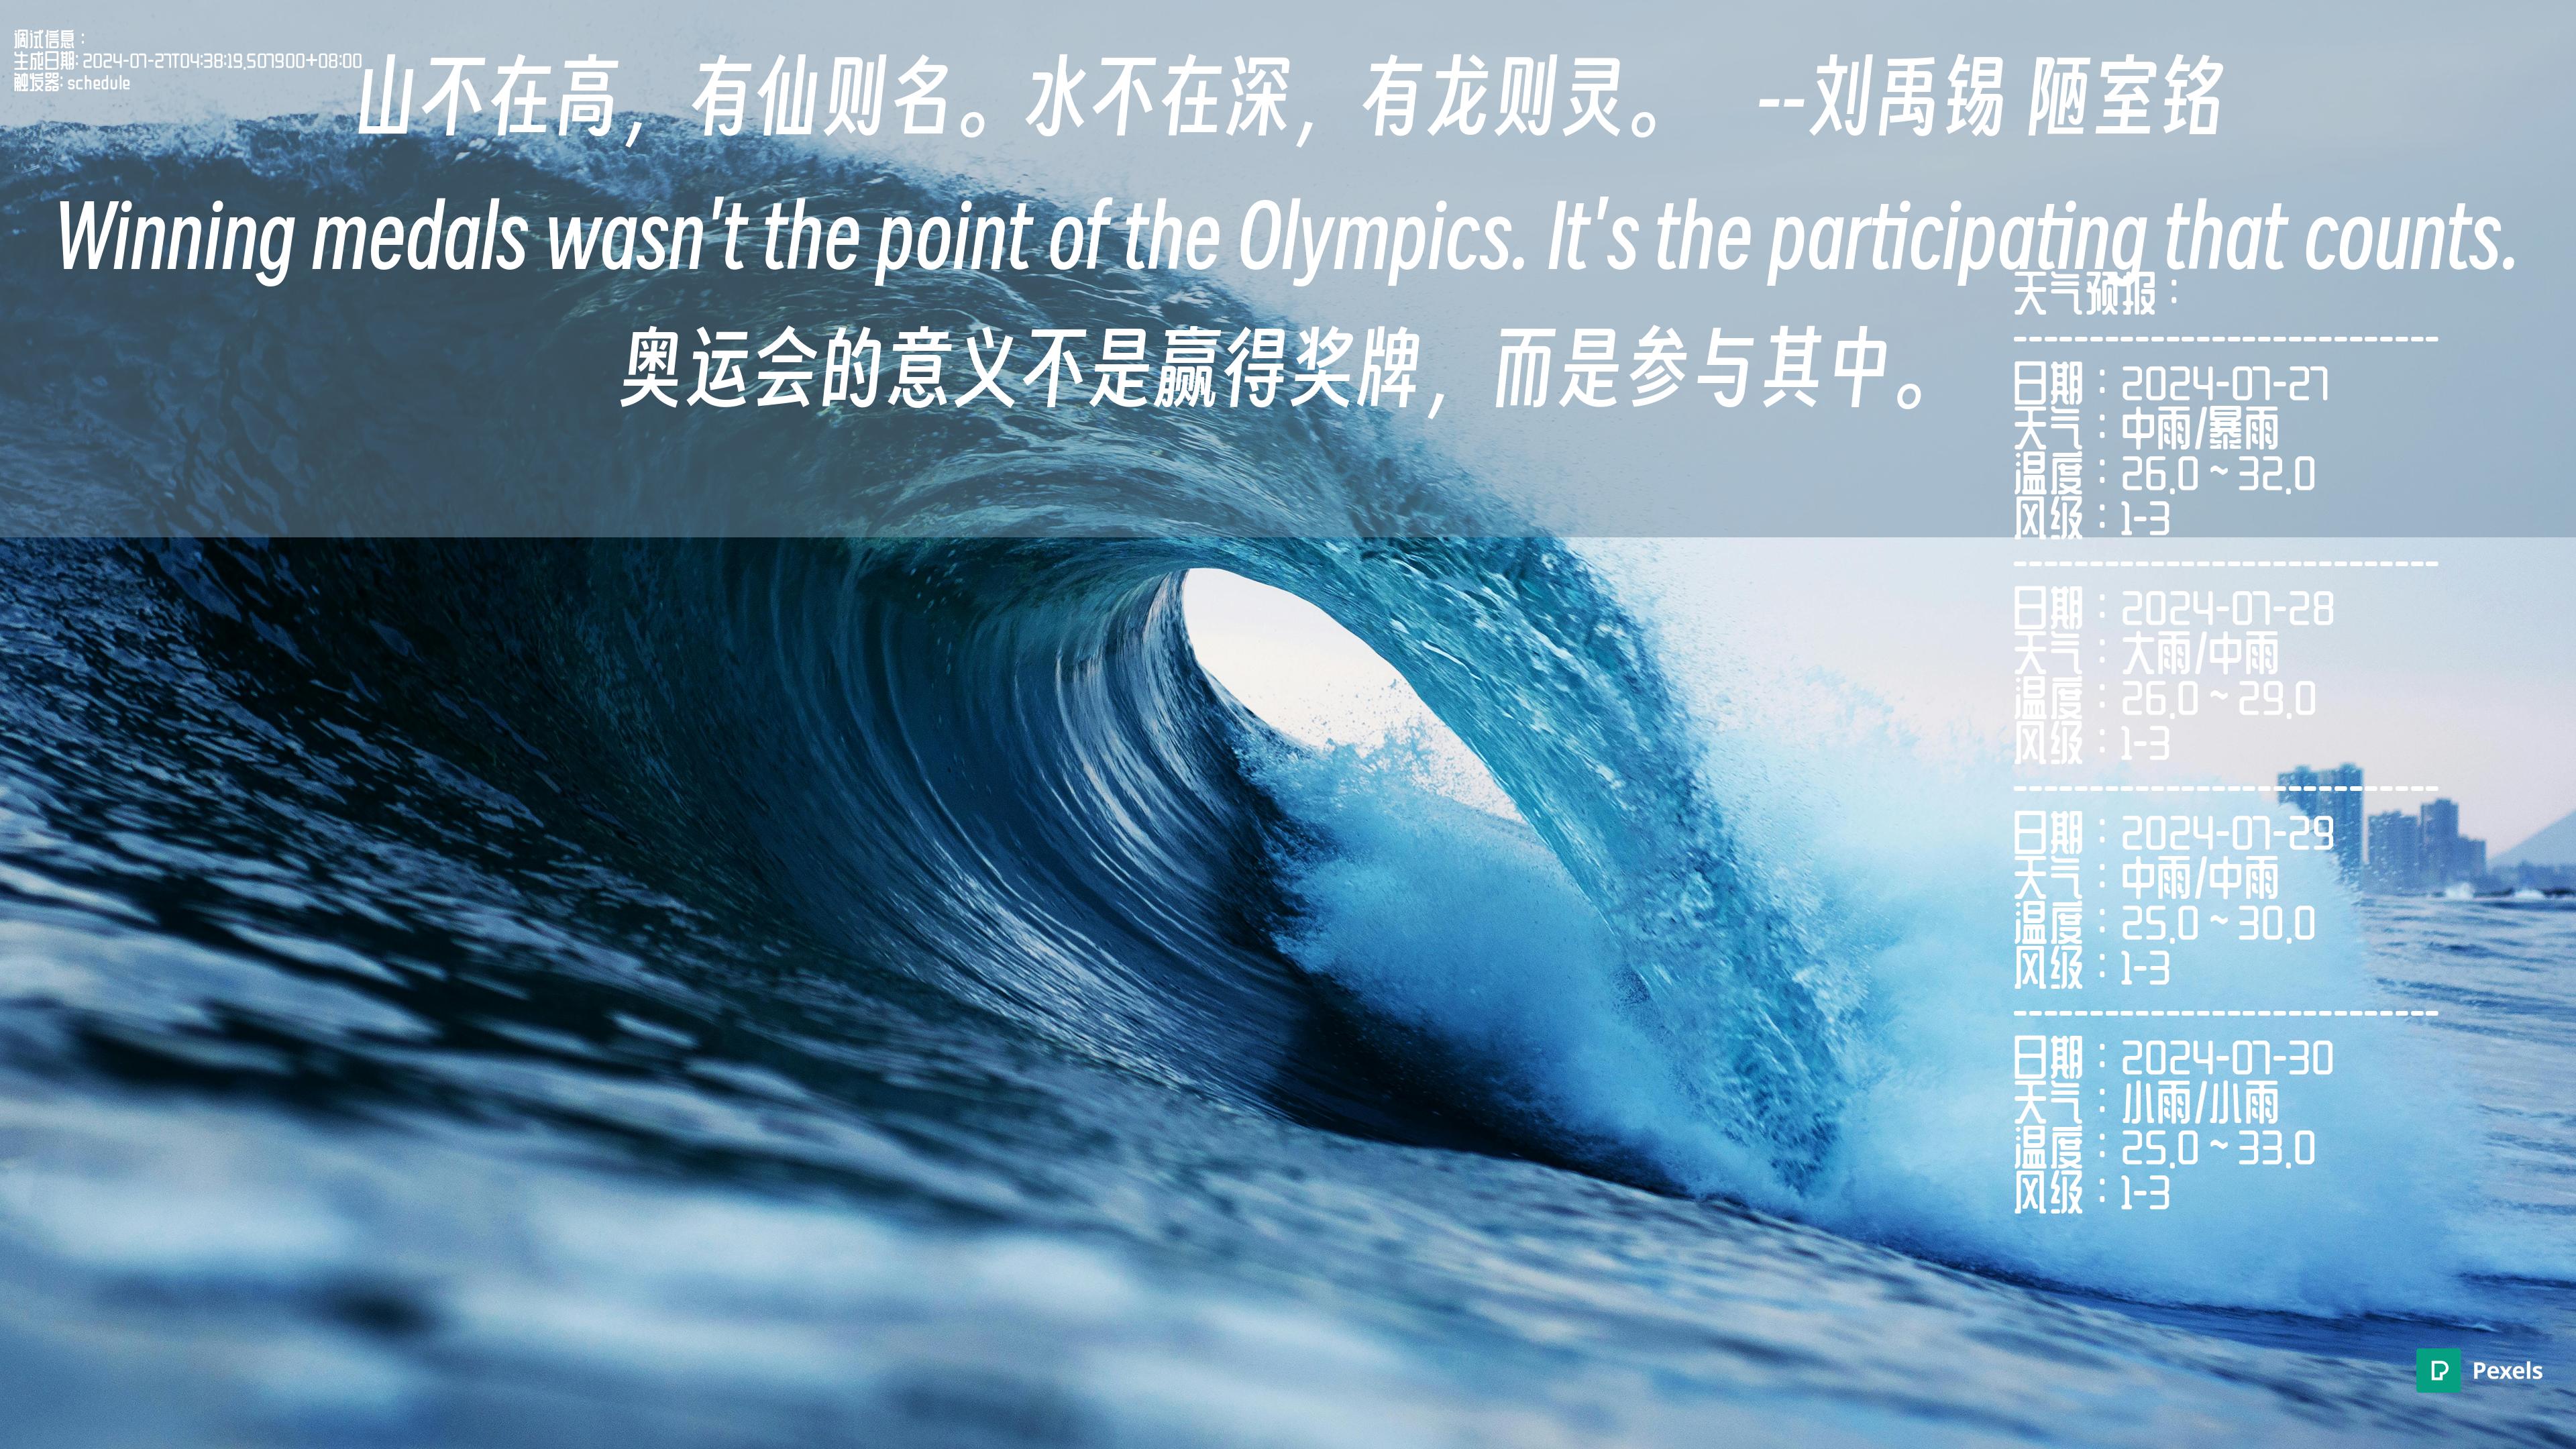 调试信息：
生成日期: 2024-07-27T04:38:19.507900+08:00
触发器: schedule
山不在高，有仙则名。水不在深，有龙则灵。 --刘禹锡 陋室铭
Winning medals wasn't the point of the Olympics. It's the participating that counts.
奥运会的意义不是赢得奖牌，而是参与其中。
天气预报：
------------------------------
日期：2024-07-27
天气：中雨/暴雨
温度：26.0 ~ 32.0
风级：1-3
------------------------------
日期：2024-07-28
天气：大雨/中雨
温度：26.0 ~ 29.0
风级：1-3
------------------------------
日期：2024-07-29
天气：中雨/中雨
温度：25.0 ~ 30.0
风级：1-3
------------------------------
日期：2024-07-30
天气：小雨/小雨
温度：25.0 ~ 33.0
风级：1-3
Pexels